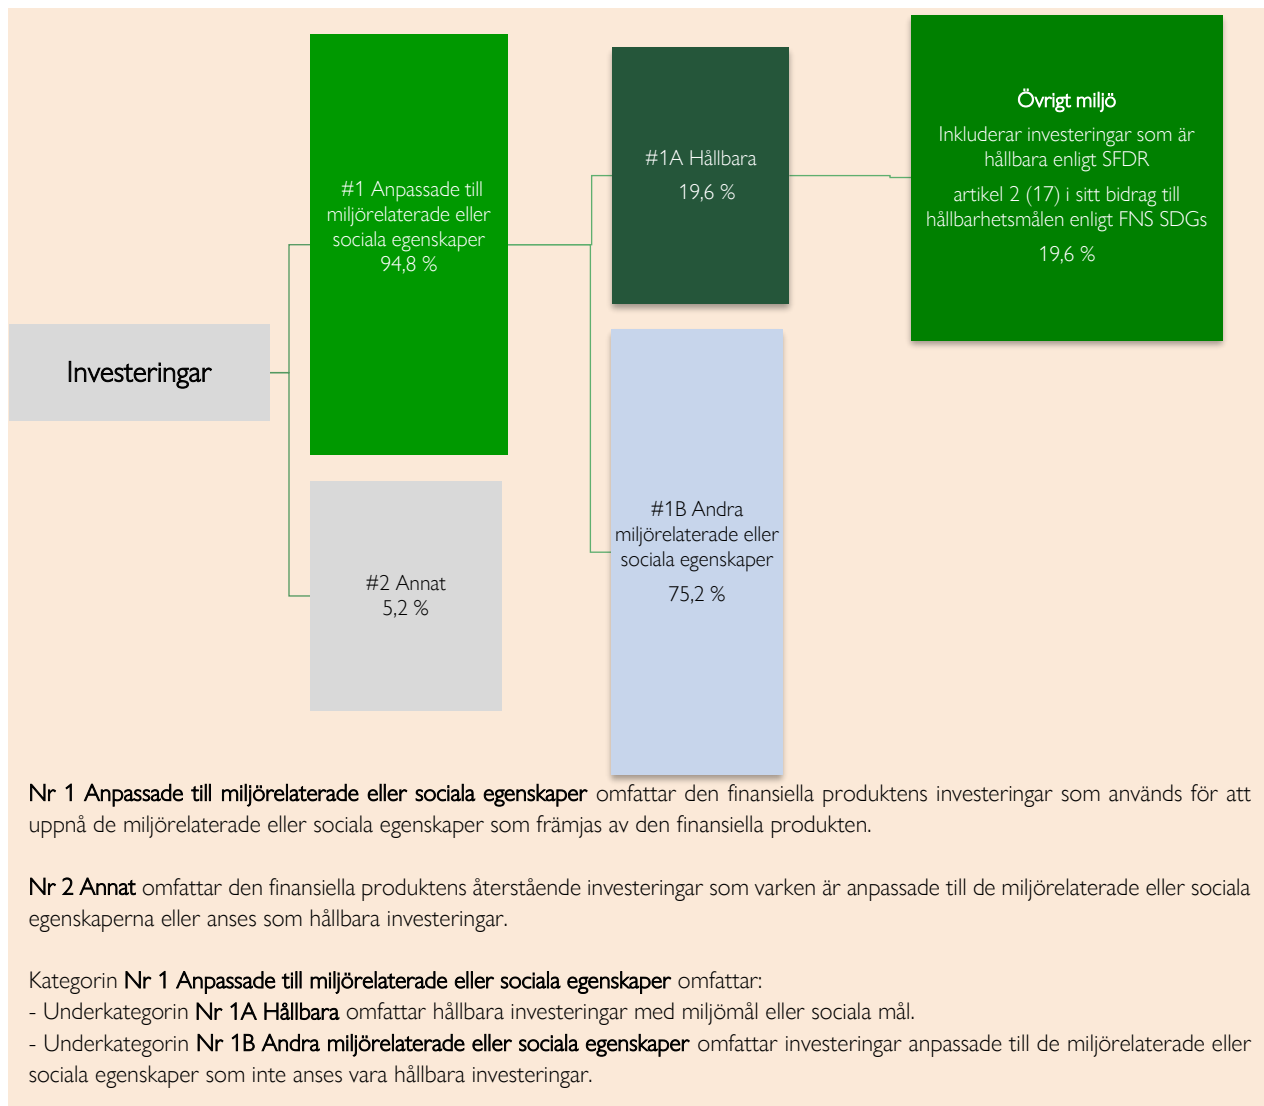 Investeringar
#1 Anpassade till
miljörelaterade eller
sociala egenskaper
94,8 %
#2 Annat
5,2 %
#1A Hållbara
19,6 %
#1B Andra
miljörelaterade eller
sociala egenskaper
75,2 %
Övrigt miljö
Inkluderar investeringar som är
hållbara enligt SFDR
artikel 2 (17) i sitt bidrag till
hållbarhetsmålen enligt FNS SDGs
19,6 %
Nr 1 Anpassade till miljörelaterade eller sociala egenskaper omfattar den finansiella produktens investeringar som används för att
uppnå de miljörelaterade eller sociala egenskaper som främjas av den finansiella produkten.
Nr 2 Annat omfattar den finansiella produktens återstående investeringar som varken är anpassade till de miljörelaterade eller sociala
egenskaperna eller anses som hållbara investeringar.
Kategorin Nr 1 Anpassade till miljörelaterade eller sociala egenskaper omfattar:
- Underkategorin Nr 1A Hållbara omfattar hållbara investeringar med miljömål eller sociala mål.
- Underkategorin Nr 1B Andra miljörelaterade eller sociala egenskaper omfattar investeringar anpassade till de miljörelaterade eller
sociala egenskaper som inte anses vara hållbara investeringar.